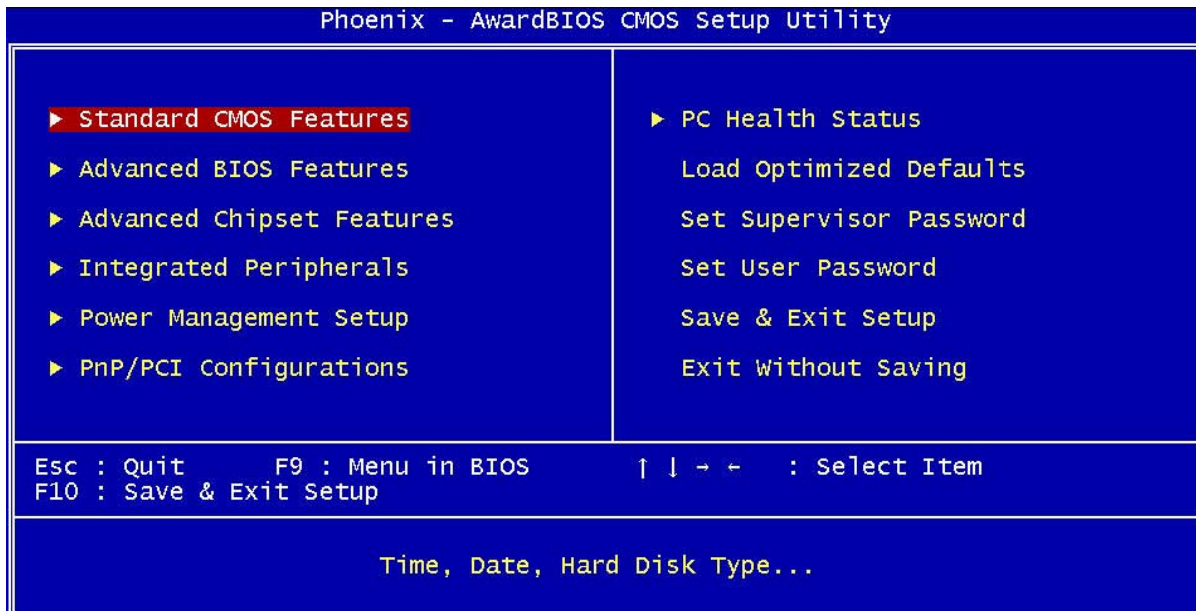 Phoenix - AwardBIOS CMOS Setup Utility
▶ Standard CMOS Features
▶ Advanced BIOS Features
▶ Advanced Chipset Features
▶ Integrated Peripherals
▶ Power Management Setup
▶ PnP/PCI Configurations
▶ PC Health Status
Load Optimized Defaults
Set Supervisor Password
Set User Password
Save & Exit Setup
Exit Without Saving
Esc : Quit F9 : Menu in BIOS ↑ ↓ → ← : Select Item
F10 : Save & Exit Setup
Time, Date, Hard Disk Type...